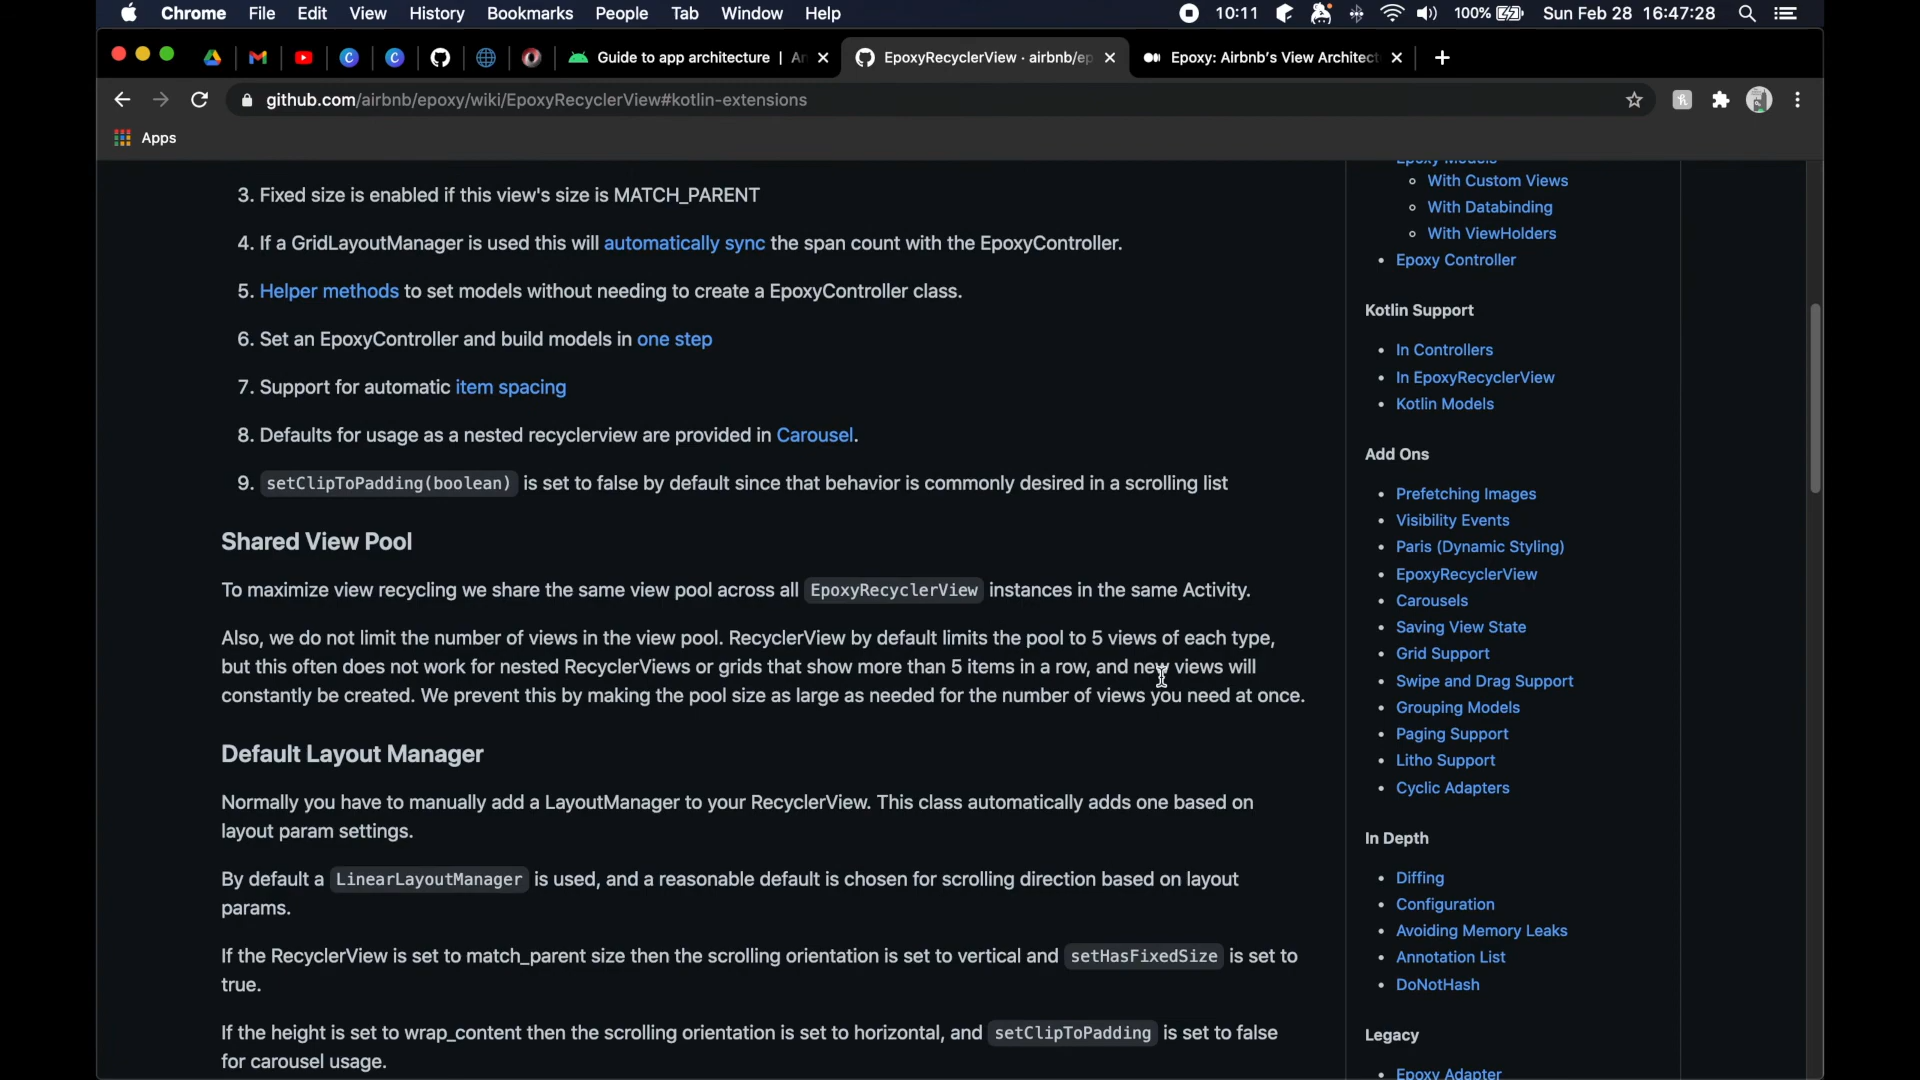 Chrome File Edit View History Bookmarks People Tab Window Help 10:11 100% Sun Feb 28 16:47:28
Guide to app architecture | An EpoxyRecyclerView · airbnb/ep Epoxy: Airbnb's View Architect
github.com/airbnb/epoxy/wiki/EpoxyRecyclerView#kotlin-extensions
Apps
3. Fixed size is enabled if this view's size is MATCH_PARENT
4. If a GridLayoutManager is used this will automatically sync the span count with the EpoxyController.
5. Helper methods to set models without needing to create a EpoxyController class.
6. Set an EpoxyController and build models in one step
7. Support for automatic item spacing
8. Defaults for usage as a nested recyclerview are provided in Carousel.
9. setClipToPadding(boolean) is set to false by default since that behavior is commonly desired in a scrolling list
Shared View Pool
To maximize view recycling we share the same view pool across all EpoxyRecyclerView instances in the same Activity.
Also, we do not limit the number of views in the view pool. RecyclerView by default limits the pool to 5 views of each type,
but this often does not work for nested RecyclerViews or grids that show more than 5 items in a row, and new views will
constantly be created. We prevent this by making the pool size as large as needed for the number of views you need at once.
Default Layout Manager
Normally you have to manually add a LayoutManager to your RecyclerView. This class automatically adds one based on
layout param settings.
By default a LinearLayoutManager is used, and a reasonable default is chosen for scrolling direction based on layout
params.
If the RecyclerView is set to match_parent size then the scrolling orientation is set to vertical and setHasFixedSize is set to
true.
If the height is set to wrap_content then the scrolling orientation is set to horizontal, and setClipToPadding is set to false
for carousel usage.
Epoxy Models
With Custom Views
With Databinding
With ViewHolders
Epoxy Controller
Kotlin Support
In Controllers
In EpoxyRecyclerView
Kotlin Models
Add Ons
Prefetching Images
Visibility Events
Paris (Dynamic Styling)
EpoxyRecyclerView
Carousels
Saving View State
Grid Support
Swipe and Drag Support
Grouping Models
Paging Support
Litho Support
Cyclic Adapters
In Depth
Diffing
Configuration
Avoiding Memory Leaks
Annotation List
DoNotHash
Legacy
Epoxy Adapter